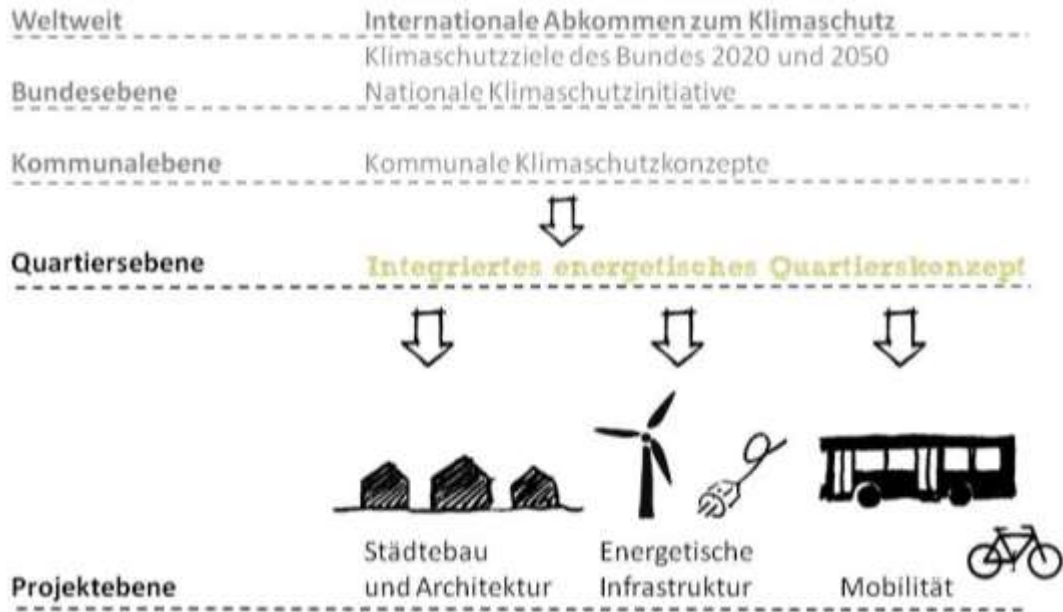 Weltweit Internationale Abkommen zum Klimaschutz
Klimaschutzziele des Bundes 2020 und 2050
Bundesebene Nationale Klimaschutzinitiative
Kommunalebene Kommunale Klimaschutzkonzepte
Quartiersebene Integriertes energetisches Quartierskonzept
Städtebau Energetische
Projektebene und Architektur Infrastruktur Mobilität